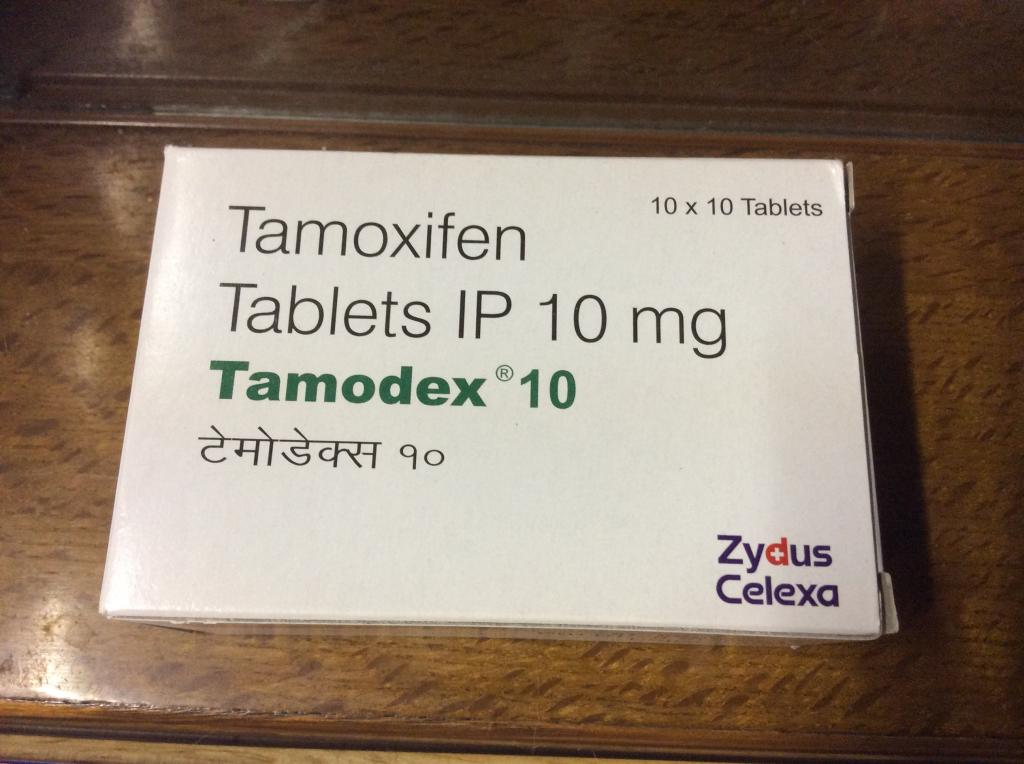 10 x 10 Tablets
Tamoxifen
Tablets IP 10 mg
Tamodex® 10
टेमोडेक्स १०
Zydus
Celexa